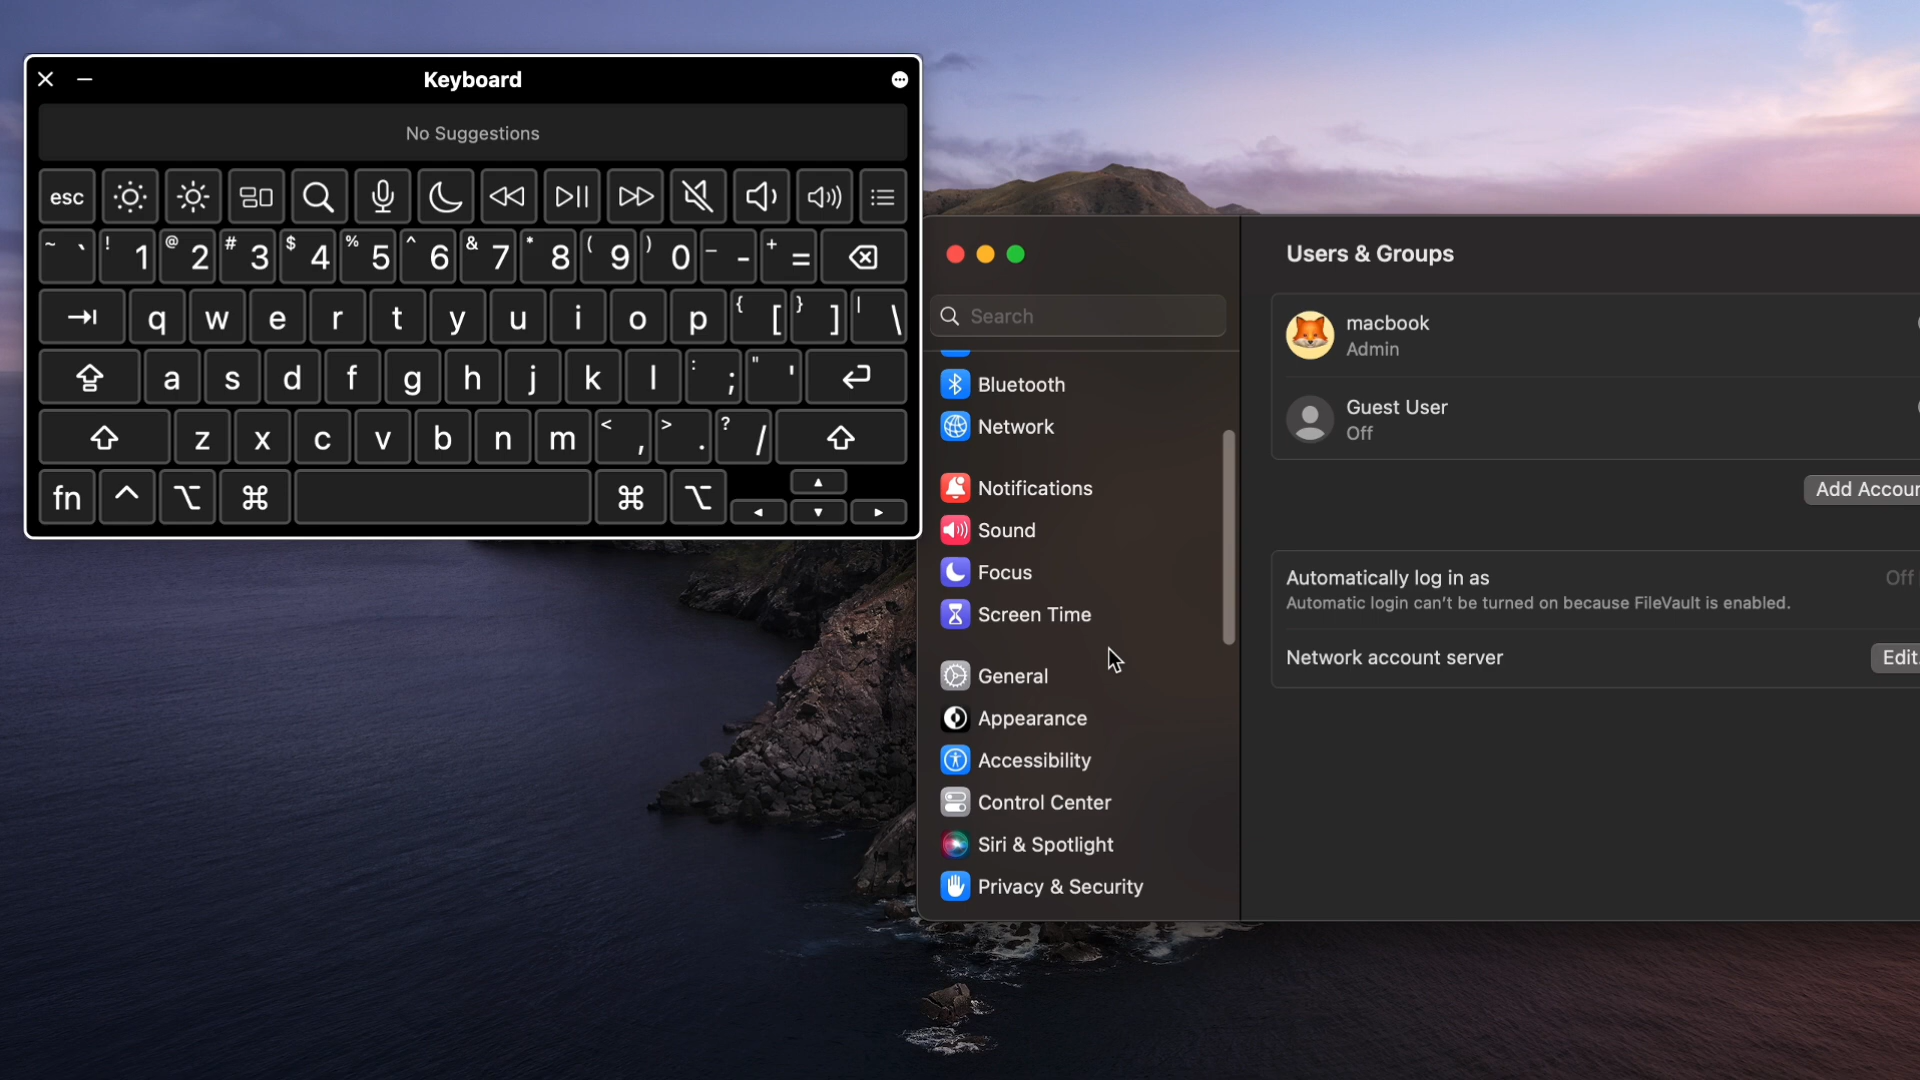 Keyboard
No Suggestions
esc
~ ` ! 1 @ 2 # 3 $ 4 % 5 ^ 6 & 7 * 8 ( 9 ) 0 _ - + =
q w e r t y u i o p { [ } ] | \
a s d f g h j k l : ; " '
z x c v b n m < , > . ? /
fn ^ ⌥ ⌘ ⌘ ⌥
Search
Bluetooth
Network
Notifications
Sound
Focus
Screen Time
General
Appearance
Accessibility
Control Center
Siri & Spotlight
Privacy & Security
Users & Groups
macbook
Admin
Guest User
Off
Add Accoun
Automatically log in as
Off
Automatic login can't be turned on because FileVault is enabled.
Network account server
Edit.